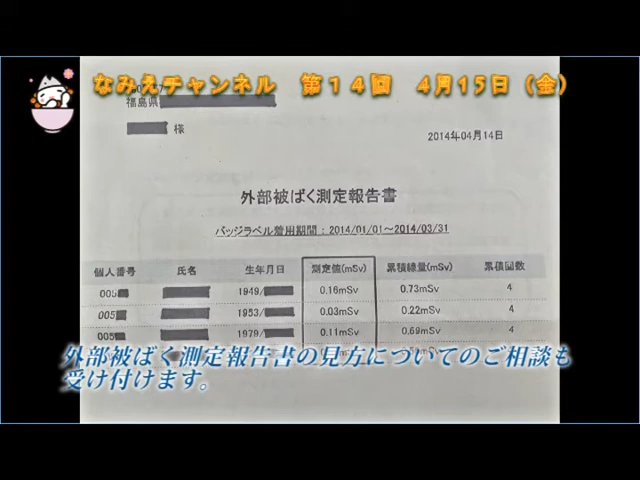 なみえチャンネル　第１４回　４月１５日（金）
福島県
様
2014年04月14日
外部被ばく測定報告書
バッジラベル着用期間：2014/01/01～2014/03/31
個人番号 氏名 生年月日 測定値(mSv) 累積線量(mSv) 累積回数
005 1949/ 0.16mSv 0.73mSv 4
005 1953/ 0.03mSv 0.22mSv 4
005 1979/ 0.11mSv 0.69mSv 4
外部被ばく測定報告書の見方についてのご相談も
受け付けます。